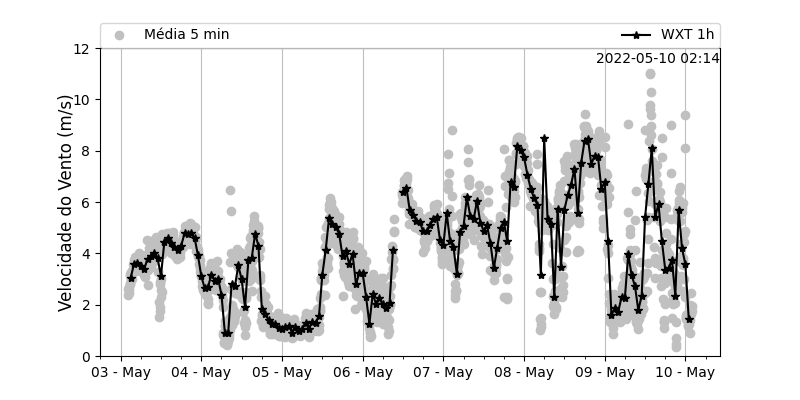 Média 5 min
WXT 1h
2022-05-10 02:14
Velocidade do Vento (m/s)
12
10
8
6
4
2
0
03 - May
04 - May
05 - May
06 - May
07 - May
08 - May
09 - May
10 - May